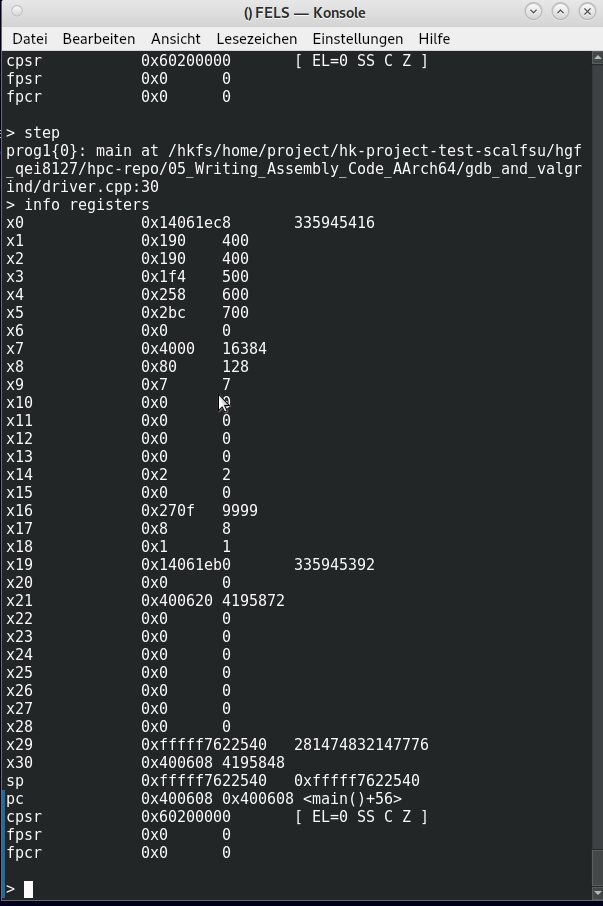 () FELS — Konsole
Datei Bearbeiten Ansicht Lesezeichen Einstellungen Hilfe
cpsr 0x60200000 [ EL=0 SS C Z ]
fpsr 0x0 0
fpcr 0x0 0
> step
prog1{0}: main at /hkfs/home/project/hk-project-test-scalfsu/hgf
_qei8127/hpc-repo/05_Writing_Assembly_Code_AArch64/gdb_and_valgr
ind/driver.cpp:30
> info registers
x0 0x14061ec8 335945416
x1 0x190 400
x2 0x190 400
x3 0x1f4 500
x4 0x258 600
x5 0x2bc 700
x6 0x0 0
x7 0x4000 16384
x8 0x80 128
x9 0x7 7
x10 0x0 0
x11 0x0 0
x12 0x0 0
x13 0x0 0
x14 0x2 2
x15 0x0 0
x16 0x270f 9999
x17 0x8 8
x18 0x1 1
x19 0x14061eb0 335945392
x20 0x0 0
x21 0x400620 4195872
x22 0x0 0
x23 0x0 0
x24 0x0 0
x25 0x0 0
x26 0x0 0
x27 0x0 0
x28 0x0 0
x29 0xfffff7622540 281474832147776
x30 0x400608 4195848
sp 0xfffff7622540 0xfffff7622540
pc 0x400608 0x400608 <main()+56>
cpsr 0x60200000 [ EL=0 SS C Z ]
fpsr 0x0 0
fpcr 0x0 0
>